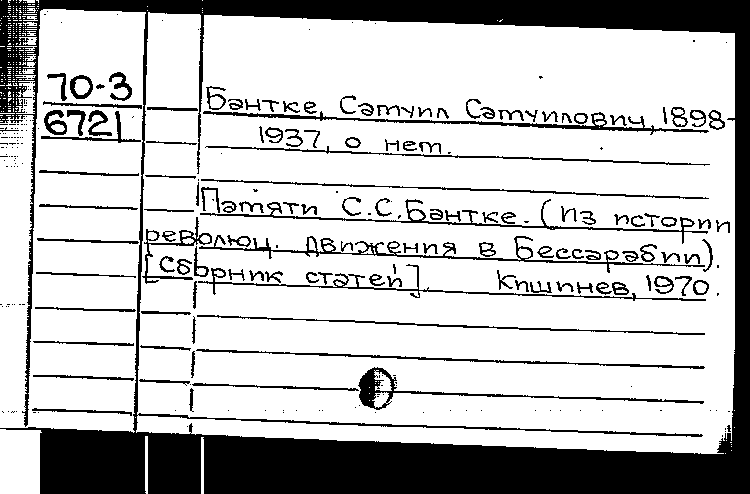 70-3
6721
Бантке, Самуил Самуилович, 1898-
1937, о нем.
Памяти С.С.Бантке. (Из истории
революц. движения в Бессарабии).
[Сборник статей] Кишинев, 1970.